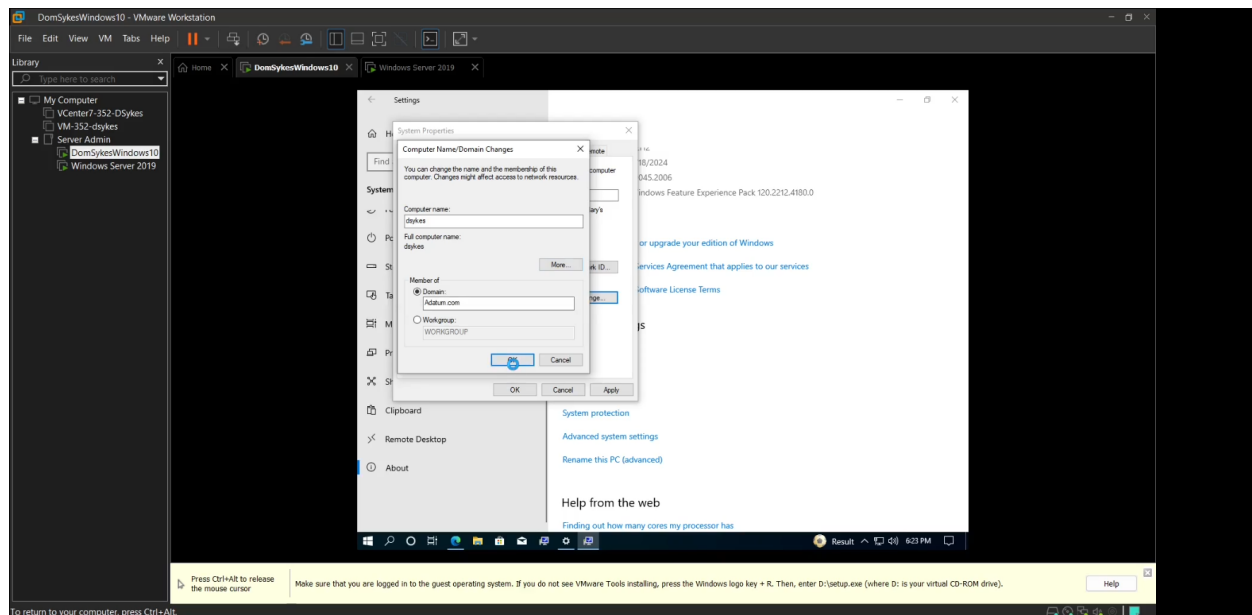 DomSykesWindows10 - VMware Workstation
File Edit View VM Tabs Help
Library
Type here to search
My Computer
VCenter7-352-DSykes
VM-352-dsykes
Server Admin
DomSykesWindows10
Windows Server 2019
Home
DomSykesWindows10
Windows Server 2019
Settings
Find
System
Clipboard
Remote Desktop
About
System Properties
Computer Name/Domain Changes
You can change the name and the membership of this
computer. Changes might affect access to network resources.
Computer name:
dsykes
Full computer name:
dsykes
More...
Member of
Domain:
Adatum.com
Workgroup:
WORKGROUP
OK Cancel
OK Cancel Apply
18/2024
045.2006
indows Feature Experience Pack 120.2212.4180.0
or upgrade your edition of Windows
ervices Agreement that applies to our services
oftware License Terms
System protection
Advanced system settings
Rename this PC (advanced)
Help from the web
Finding out how many cores my processor has
Result 6:23 PM
Press Ctrl+Alt to release
the mouse cursor
Make sure that you are logged in to the guest operating system. If you do not see VMware Tools installing, press the Windows logo key + R. Then, enter D:\setup.exe (where D: is your virtual CD-ROM drive).
Help
To return to your computer, press Ctrl+Alt.